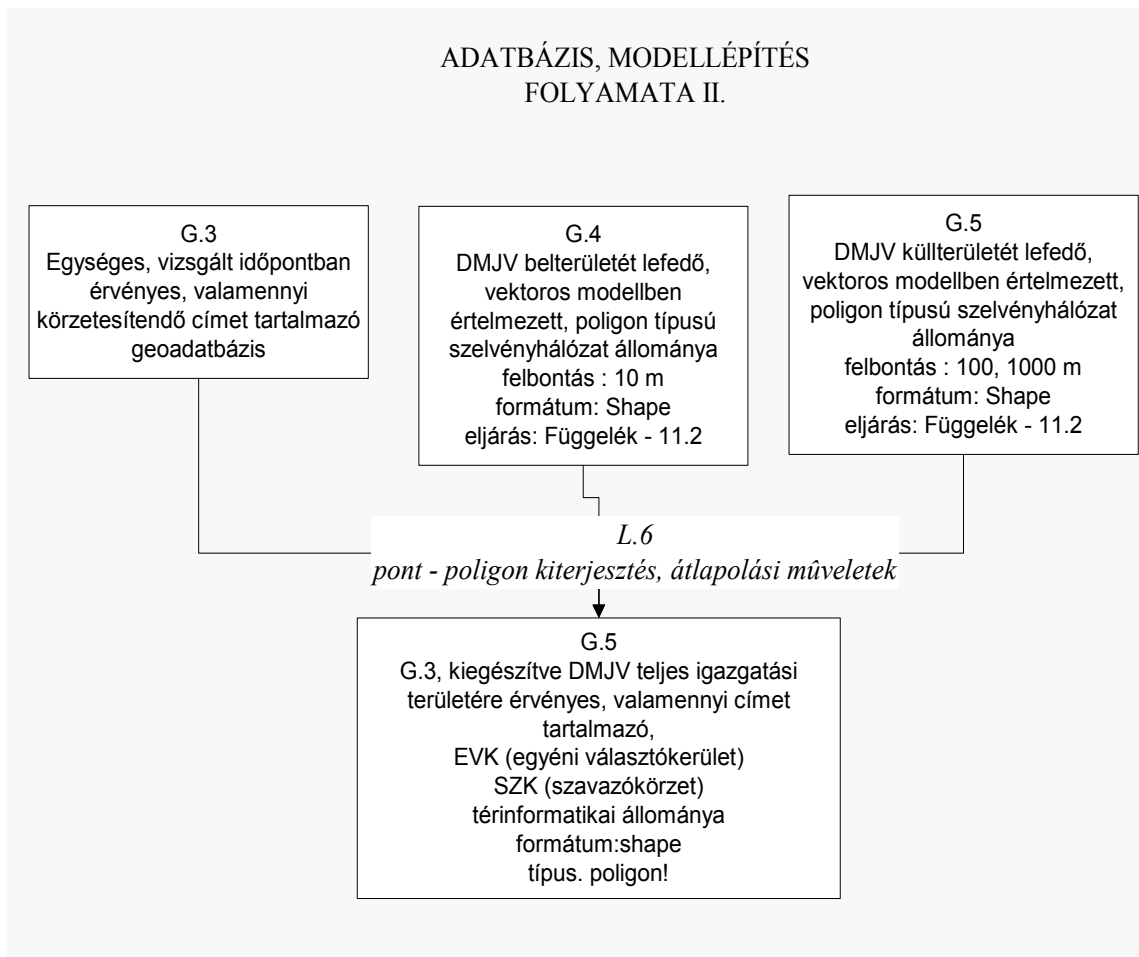 ADATBÁZIS, MODELLÉPÍTÉS
FOLYAMATA II.
G.3
Egységes, vizsgált időpontban
érvényes, valamennyi
körzetesítendő címet tartalmazó
geoadatbázis
G.4
DMJV belterületét lefedő,
vektoros modellben
értelmezett, poligon típusú
szelvényhálózat állománya
felbontás : 10 m
formátum: Shape
eljárás: Függelék - 11.2
G.5
DMJV küllterületét lefedő,
vektoros modellben értelmezett,
poligon típusú szelvényhálózat
állománya
felbontás : 100, 1000 m
formátum: Shape
eljárás: Függelék - 11.2
L.6
pont - poligon kiterjesztés, átlapolási mûveletek
G.5
G.3, kiegészítve DMJV teljes igazgatási
területére érvényes, valamennyi címet
tartalmazó,
EVK (egyéni választókerület)
SZK (szavazókörzet)
térinformatikai állománya
formátum:shape
típus. poligon!